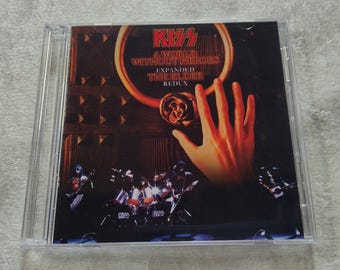 KISS
A WORLD
WITHOUT HEROES
EXPANDED
THE ELDER
REDUX